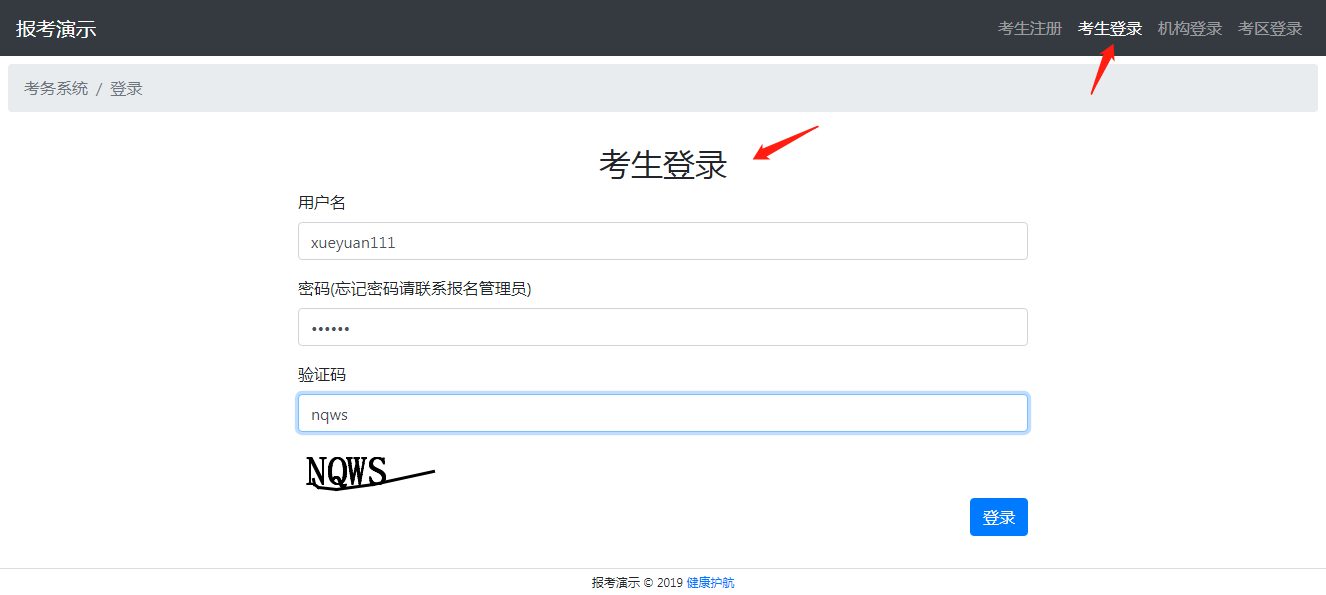 报考演示 考生注册 考生登录 机构登录 考区登录
考务系统 / 登录
考生登录
用户名
xueyuan111
密码(忘记密码请联系报名管理员)
••••••
验证码
nqws
NQWS
登录
报考演示 © 2019 健康护航